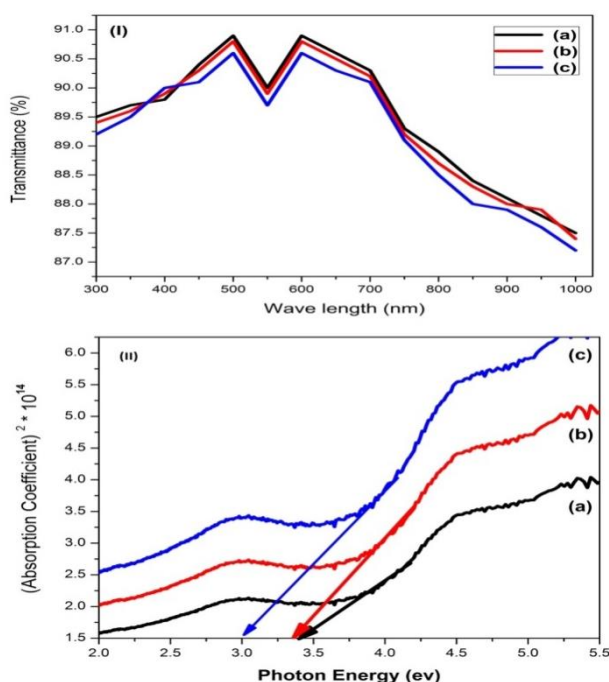 (I)
(a)
(b)
(c)
91.0
90.5
90.0
89.5
89.0
88.5
88.0
87.5
87.0
Transmittance (%)
300 400 500 600 700 800 900 1000
Wave length (nm)
(II)
(c)
(b)
(a)
6.0
5.5
5.0
4.5
4.0
3.5
3.0
2.5
2.0
1.5
(Absorption Coefficient) 2 * 10 14
2.0 2.5 3.0 3.5 4.0 4.5 5.0 5.5
Photon Energy (ev)